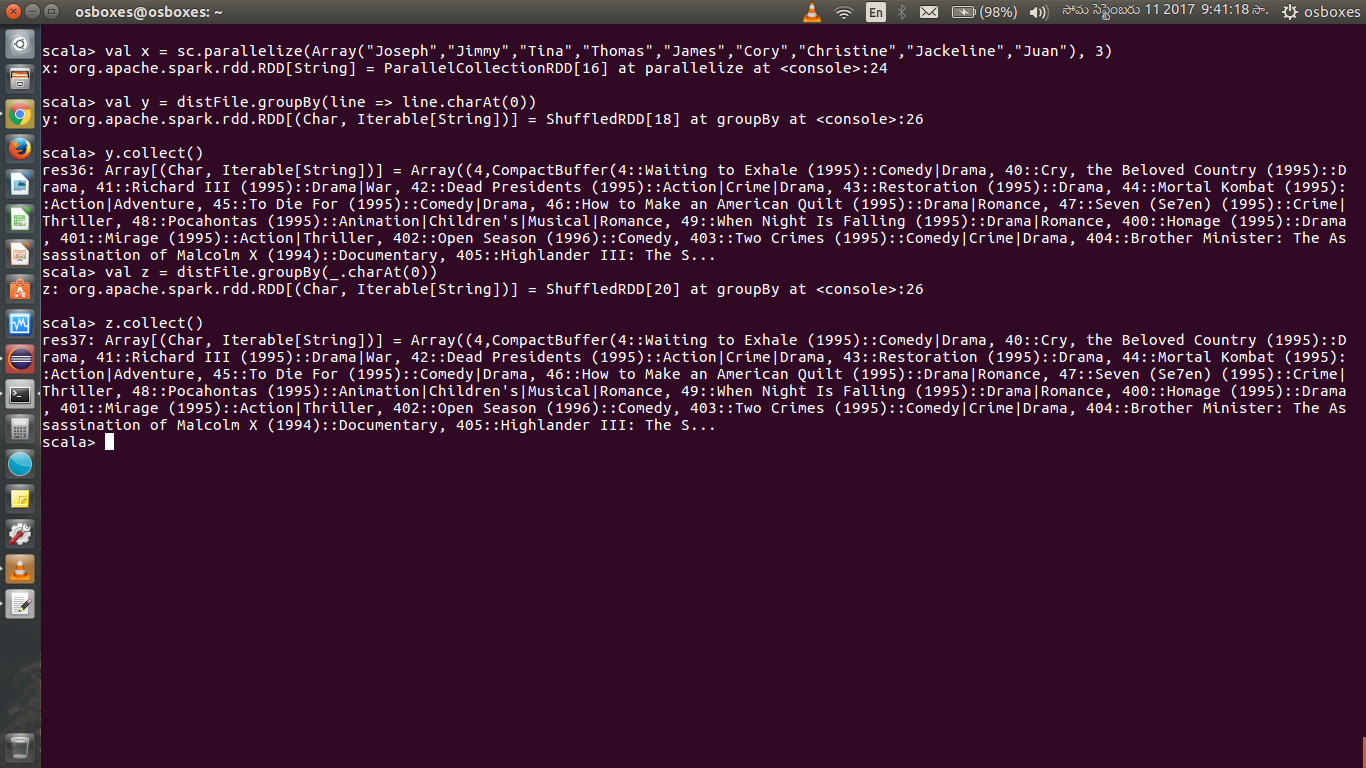 osboxes@osboxes: ~
En
(98%)
సోమ సెప్టెంబరు 11 2017 9:41:18 సా.
osboxes
scala> val x = sc.parallelize(Array("Joseph","Jimmy","Tina","Thomas","James","Cory","Christine","Jackeline","Juan"), 3)
x: org.apache.spark.rdd.RDD[String] = ParallelCollectionRDD[16] at parallelize at <console>:24
scala> val y = distFile.groupBy(line => line.charAt(0))
y: org.apache.spark.rdd.RDD[(Char, Iterable[String])] = ShuffledRDD[18] at groupBy at <console>:26
scala> y.collect()
res36: Array[(Char, Iterable[String])] = Array((4,CompactBuffer(4::Waiting to Exhale (1995)::Comedy|Drama, 40::Cry, the Beloved Country (1995)::D
rama, 41::Richard III (1995)::Drama|War, 42::Dead Presidents (1995)::Action|Crime|Drama, 43::Restoration (1995)::Drama, 44::Mortal Kombat (1995):
:Action|Adventure, 45::To Die For (1995)::Comedy|Drama, 46::How to Make an American Quilt (1995)::Drama|Romance, 47::Seven (Se7en) (1995)::Crime|
Thriller, 48::Pocahontas (1995)::Animation|Children's|Musical|Romance, 49::When Night Is Falling (1995)::Drama|Romance, 400::Homage (1995)::Drama
, 401::Mirage (1995)::Action|Thriller, 402::Open Season (1996)::Comedy, 403::Two Crimes (1995)::Comedy|Crime|Drama, 404::Brother Minister: The As
sassination of Malcolm X (1994)::Documentary, 405::Highlander III: The S...
scala> val z = distFile.groupBy(_.charAt(0))
z: org.apache.spark.rdd.RDD[(Char, Iterable[String])] = ShuffledRDD[20] at groupBy at <console>:26
scala> z.collect()
res37: Array[(Char, Iterable[String])] = Array((4,CompactBuffer(4::Waiting to Exhale (1995)::Comedy|Drama, 40::Cry, the Beloved Country (1995)::D
rama, 41::Richard III (1995)::Drama|War, 42::Dead Presidents (1995)::Action|Crime|Drama, 43::Restoration (1995)::Drama, 44::Mortal Kombat (1995):
:Action|Adventure, 45::To Die For (1995)::Comedy|Drama, 46::How to Make an American Quilt (1995)::Drama|Romance, 47::Seven (Se7en) (1995)::Crime|
Thriller, 48::Pocahontas (1995)::Animation|Children's|Musical|Romance, 49::When Night Is Falling (1995)::Drama|Romance, 400::Homage (1995)::Drama
, 401::Mirage (1995)::Action|Thriller, 402::Open Season (1996)::Comedy, 403::Two Crimes (1995)::Comedy|Crime|Drama, 404::Brother Minister: The As
sassination of Malcolm X (1994)::Documentary, 405::Highlander III: The S...
scala>